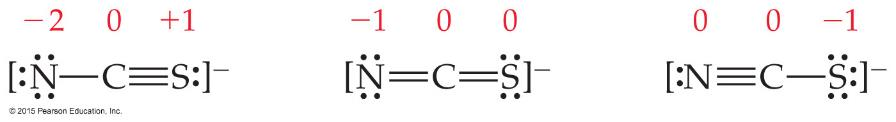 −2 0 +1 −1 0 0 0 0 −1
[:N̤̈—C≡S:]⁻ [N̤̈=C=S̤̈]⁻ [:N≡C—S̤̈:]⁻
© 2015 Pearson Education, Inc.